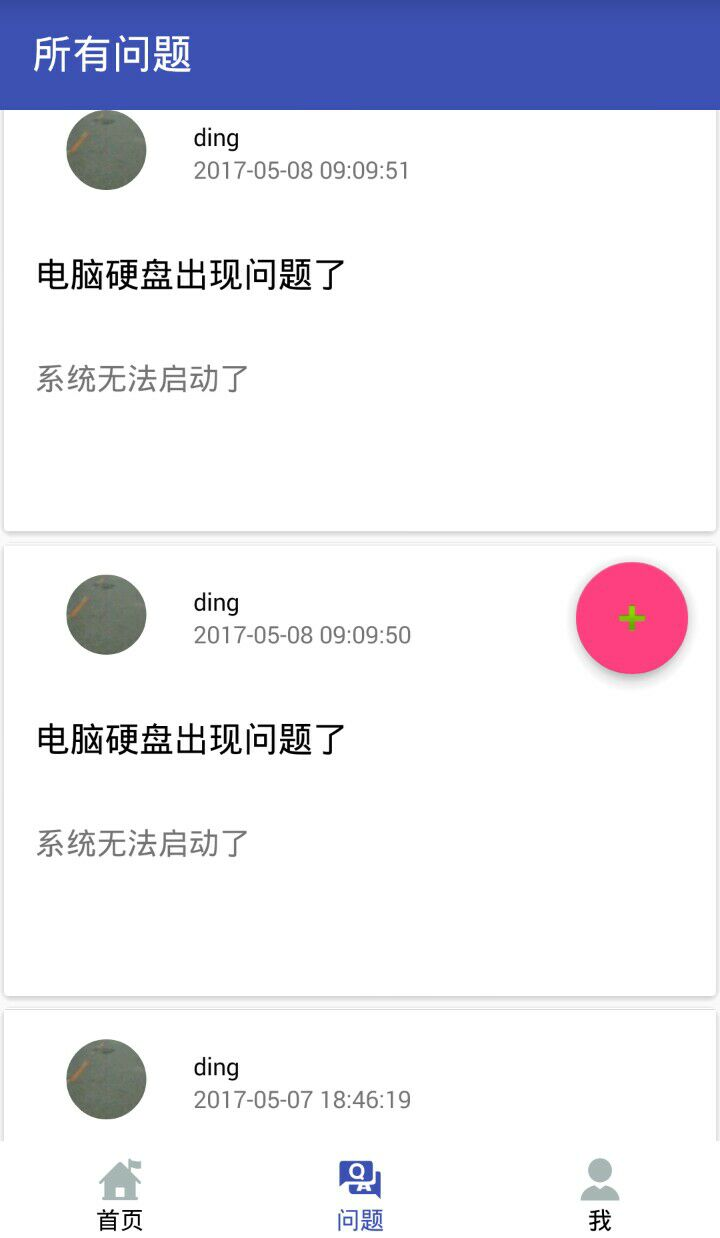 所有问题
ding
2017-05-08 09:09:51
电脑硬盘出现问题了
系统无法启动了
ding
2017-05-08 09:09:50
电脑硬盘出现问题了
系统无法启动了
ding
2017-05-07 18:46:19
Q
A
首页
问题
我